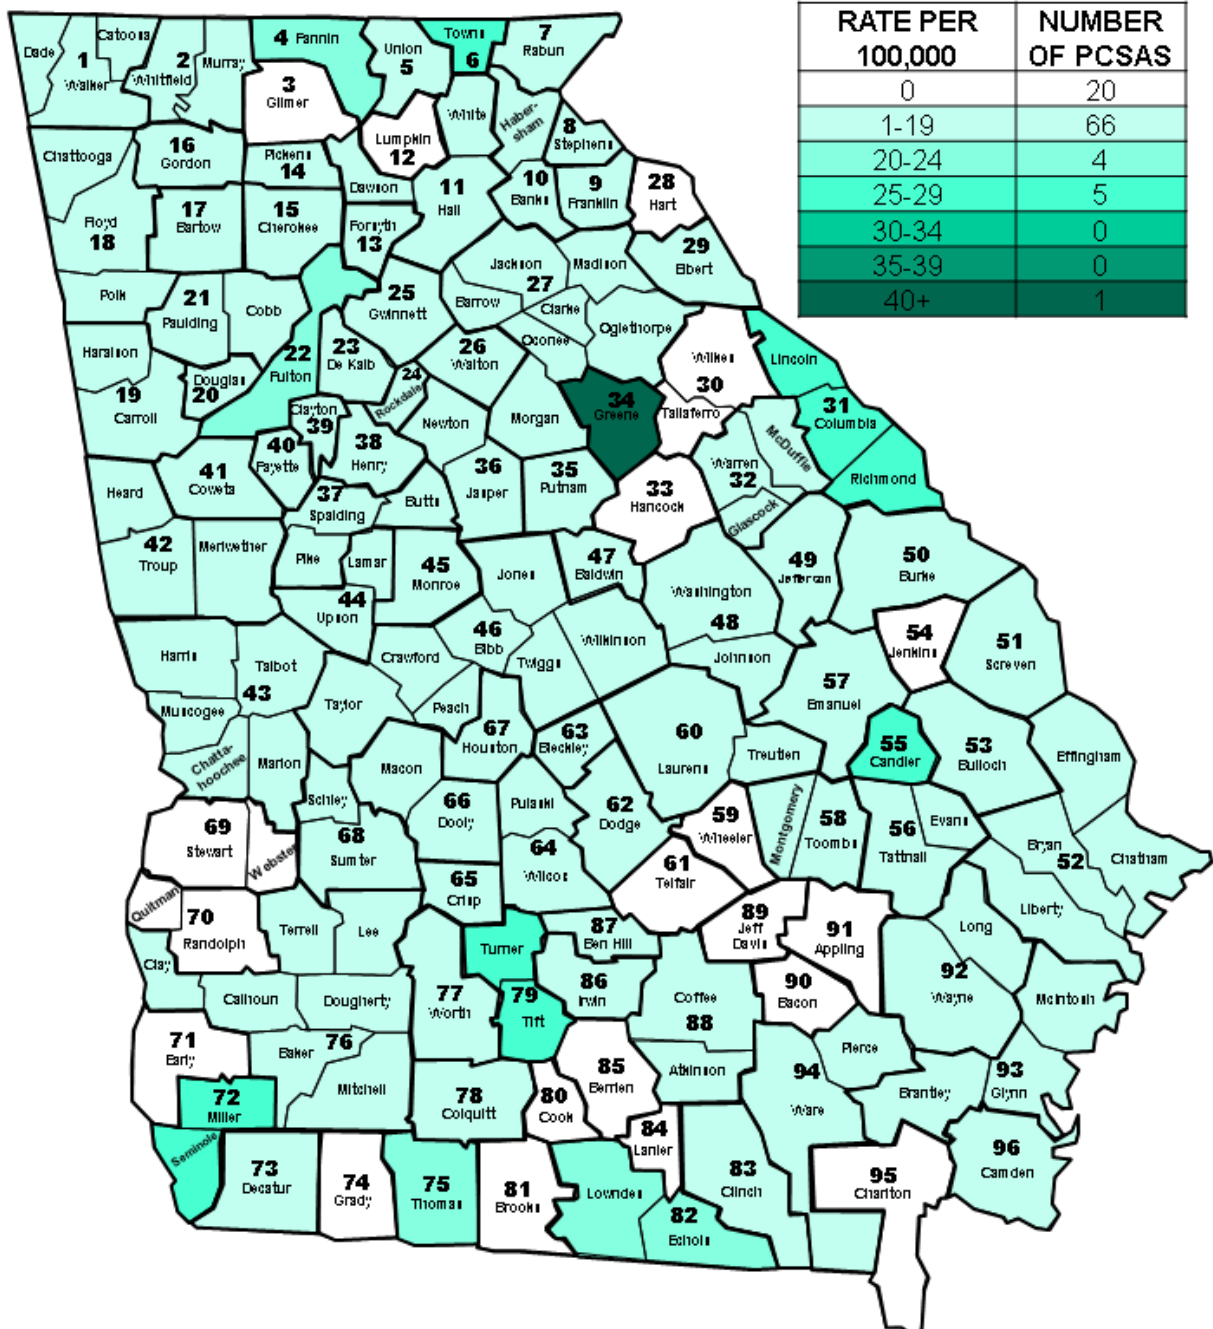 RATE PER 100,000 NUMBER OF PCSAS
0 20
1-19 66
20-24 4
25-29 5
30-34 0
35-39 0
40+ 1
Dade
1
Walker
Catoosa
2
Whitfield
Murray
4 Fannin
3
Gilmer
Union
5
Towns
6
7
Rabun
Lumpkin
12
White
Haber-
sham
8
Stephens
Chattooga
16
Gordon
Pickens
14
Dawson
11
Hall
10
Banks
9
Franklin
28
Hart
Floyd
18
17
Bartow
15
Cherokee
Forsyth
13
Jackson
Madison
27
Barrow
Clarke
Oconee
29
Elbert
Polk
21
Paulding
Cobb
25
Gwinnett
Oglethorpe
Haralson
19
Carroll
Douglas
20
22
Fulton
23
De Kalb
24
Rockdale
26
Walton
Wilkes
30
Taliaferro
Lincoln
31
Columbia
Richmond
Clayton
39
40
Fayette
38
Henry
Newton
Morgan
34
Greene
McDuffie
Warren
32
Glascock
Heard
41
Coweta
37
Spalding
Butts
36
Jasper
35
Putnam
33
Hancock
42
Troup
Meriwether
Pike
Lamar
44
Upson
45
Monroe
Jones
47
Baldwin
Washington
48
Johnson
49
Jefferson
50
Burke
Harris
Talbot
43
Muscogee
Chatta-
hoochee
Marion
Taylor
Crawford
46
Bibb
Twiggs
Wilkinson
Peach
54
Jenkins
51
Screven
57
Emanuel
67
Houston
63
Bleckley
60
Laurens
Treutlen
55
Candler
53
Bulloch
Effingham
Macon
Schley
68
Sumter
66
Dooly
Pulaski
64
Wilcox
62
Dodge
59
Wheeler
Montgomery
58
Toombs
56
Tattnall
Evans
Bryan
52
Chatham
Liberty
69
Stewart
Webster
Quitman
70
Randolph
Terrell
Lee
65
Crisp
61
Telfair
Clay
Calhoun
Dougherty
77
Worth
Turner
79
Tift
87
Ben Hill
86
Irwin
Coffee
88
Atkinson
89
Jeff
Davis
91
Appling
90
Bacon
Long
92
Wayne
McIntosh
71
Early
72
Miller
Baker
76
Mitchell
78
Colquitt
80
Cook
85
Berrien
84
Lanier
Pierce
94
Ware
Brantley
93
Glynn
Seminole
73
Decatur
74
Grady
75
Thomas
81
Brooks
Lowndes
82
Echols
83
Clinch
95
Charlton
96
Camden